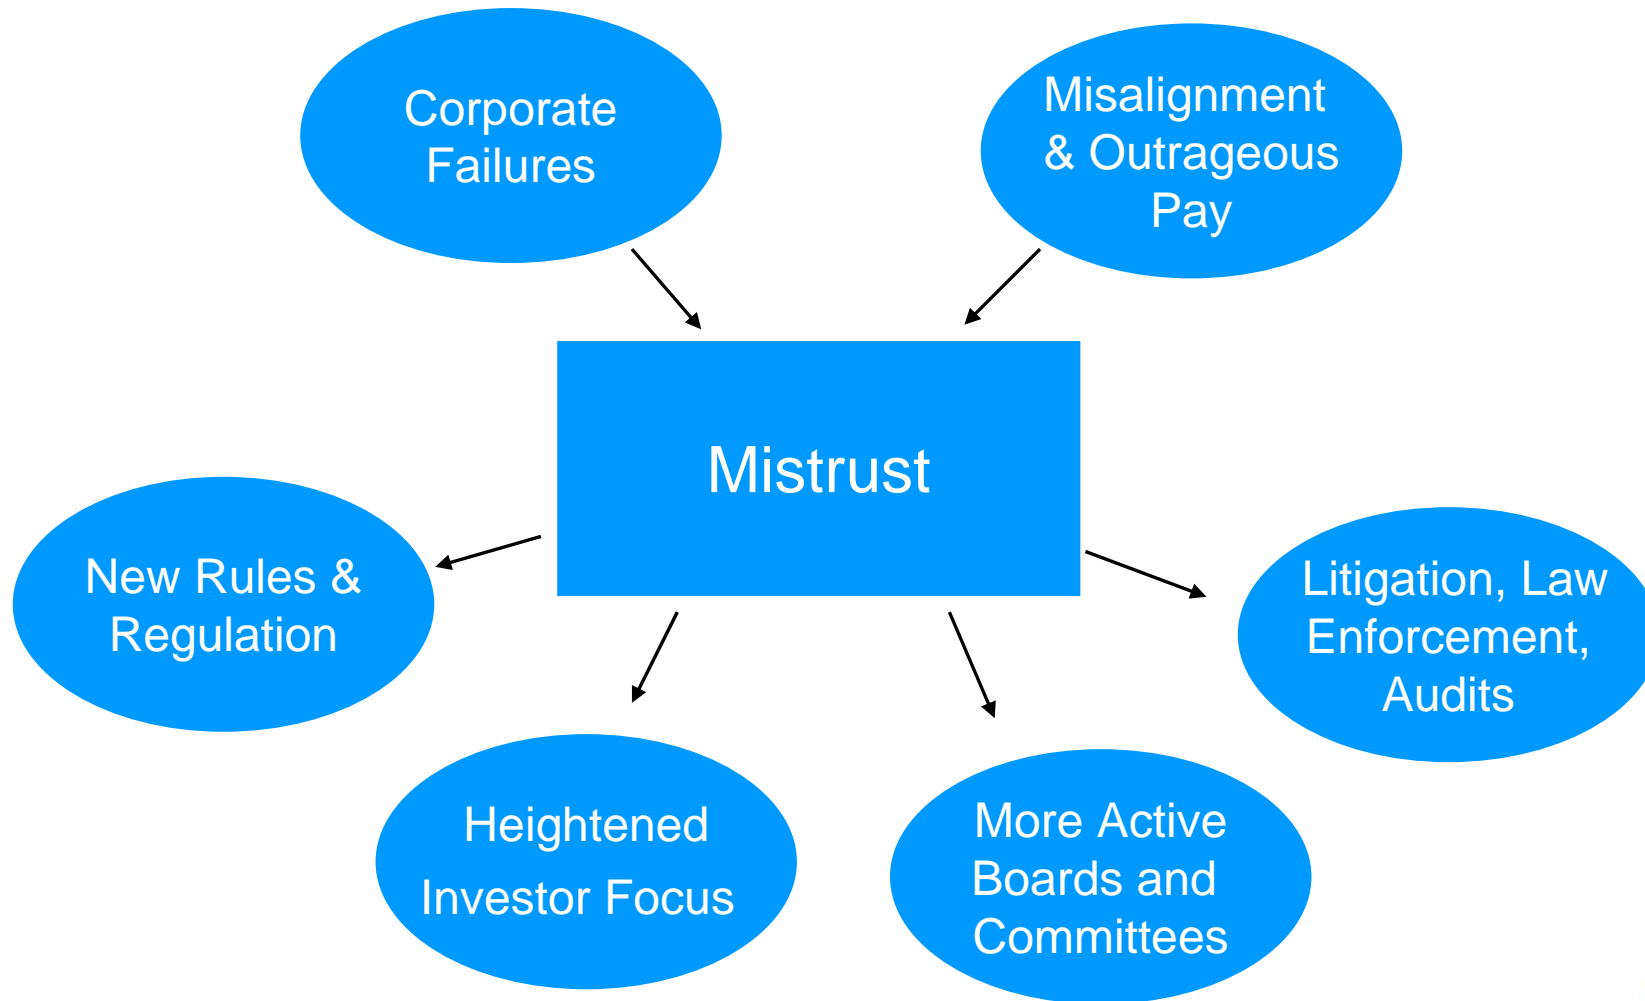 Corporate
Failures
Misalignment
& Outrageous
Pay
Mistrust
New Rules &
Regulation
Litigation, Law
Enforcement,
Audits
Heightened
Investor Focus
More Active
Boards and
Committees